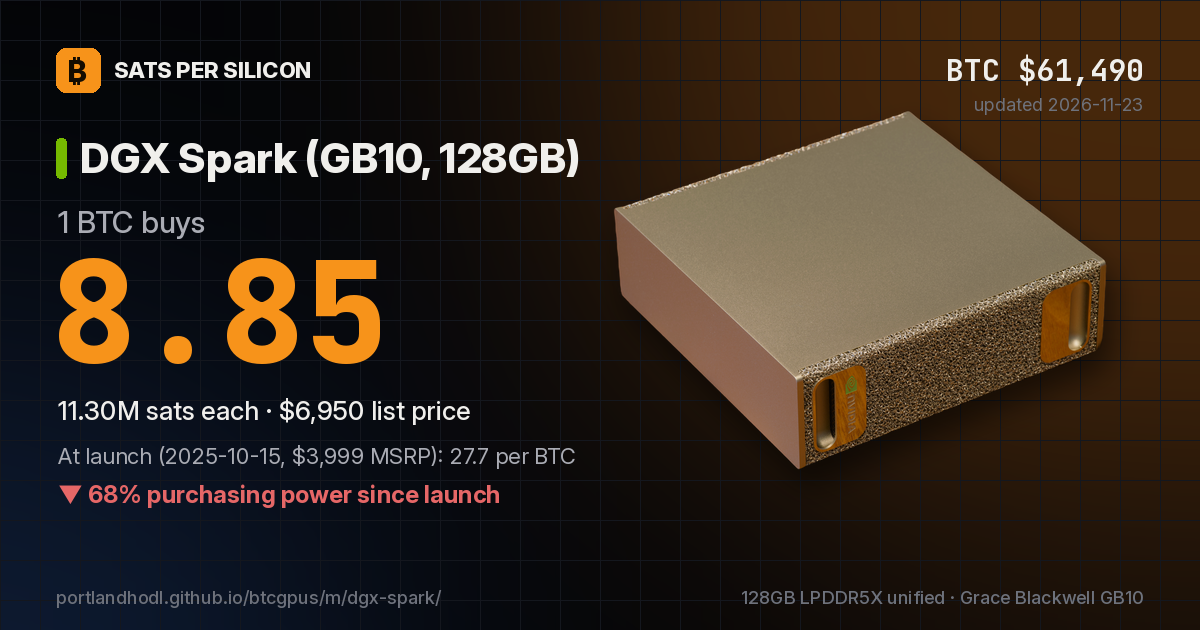 ₿ SATS PER SILICON
BTC $61,490
updated 2026-11-23
DGX Spark (GB10, 128GB)
1 BTC buys
8.85
11.30M sats each · $6,950 list price
At launch (2025-10-15, $3,999 MSRP): 27.7 per BTC
▼ 68% purchasing power since launch
portlandhodl.github.io/btcgpus/m/dgx-spark/
128GB LPDDR5X unified · Grace Blackwell GB10